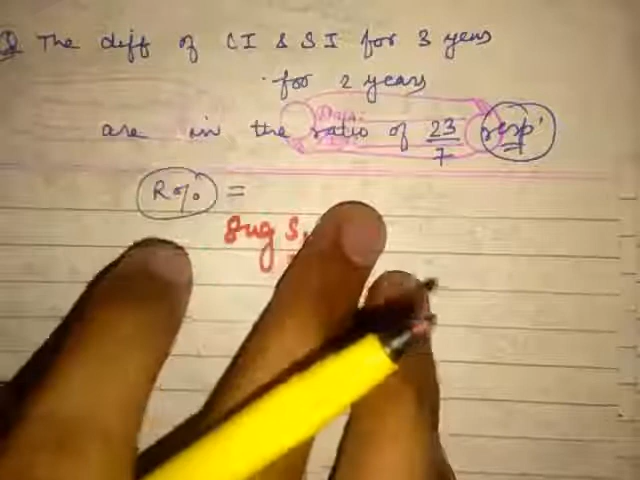 Q The diff of CI & SI for 3 years
for 2 years
are in the ratio of 23/7 resp'
R% =